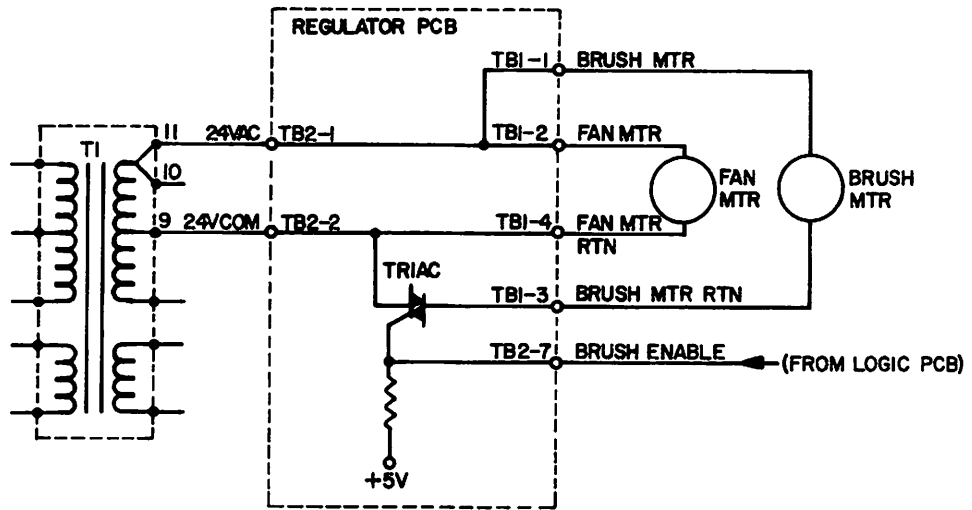 REGULATOR PCB
TB1-1 BRUSH MTR
11 24VAC TB2-1 TB1-2 FAN MTR
T1
10
FAN MTR
BRUSH MTR
9 24VCOM TB2-2 TB1-4 FAN MTR RTN
TRIAC
TB1-3 BRUSH MTR RTN
TB2-7 BRUSH ENABLE (FROM LOGIC PCB)
+5V